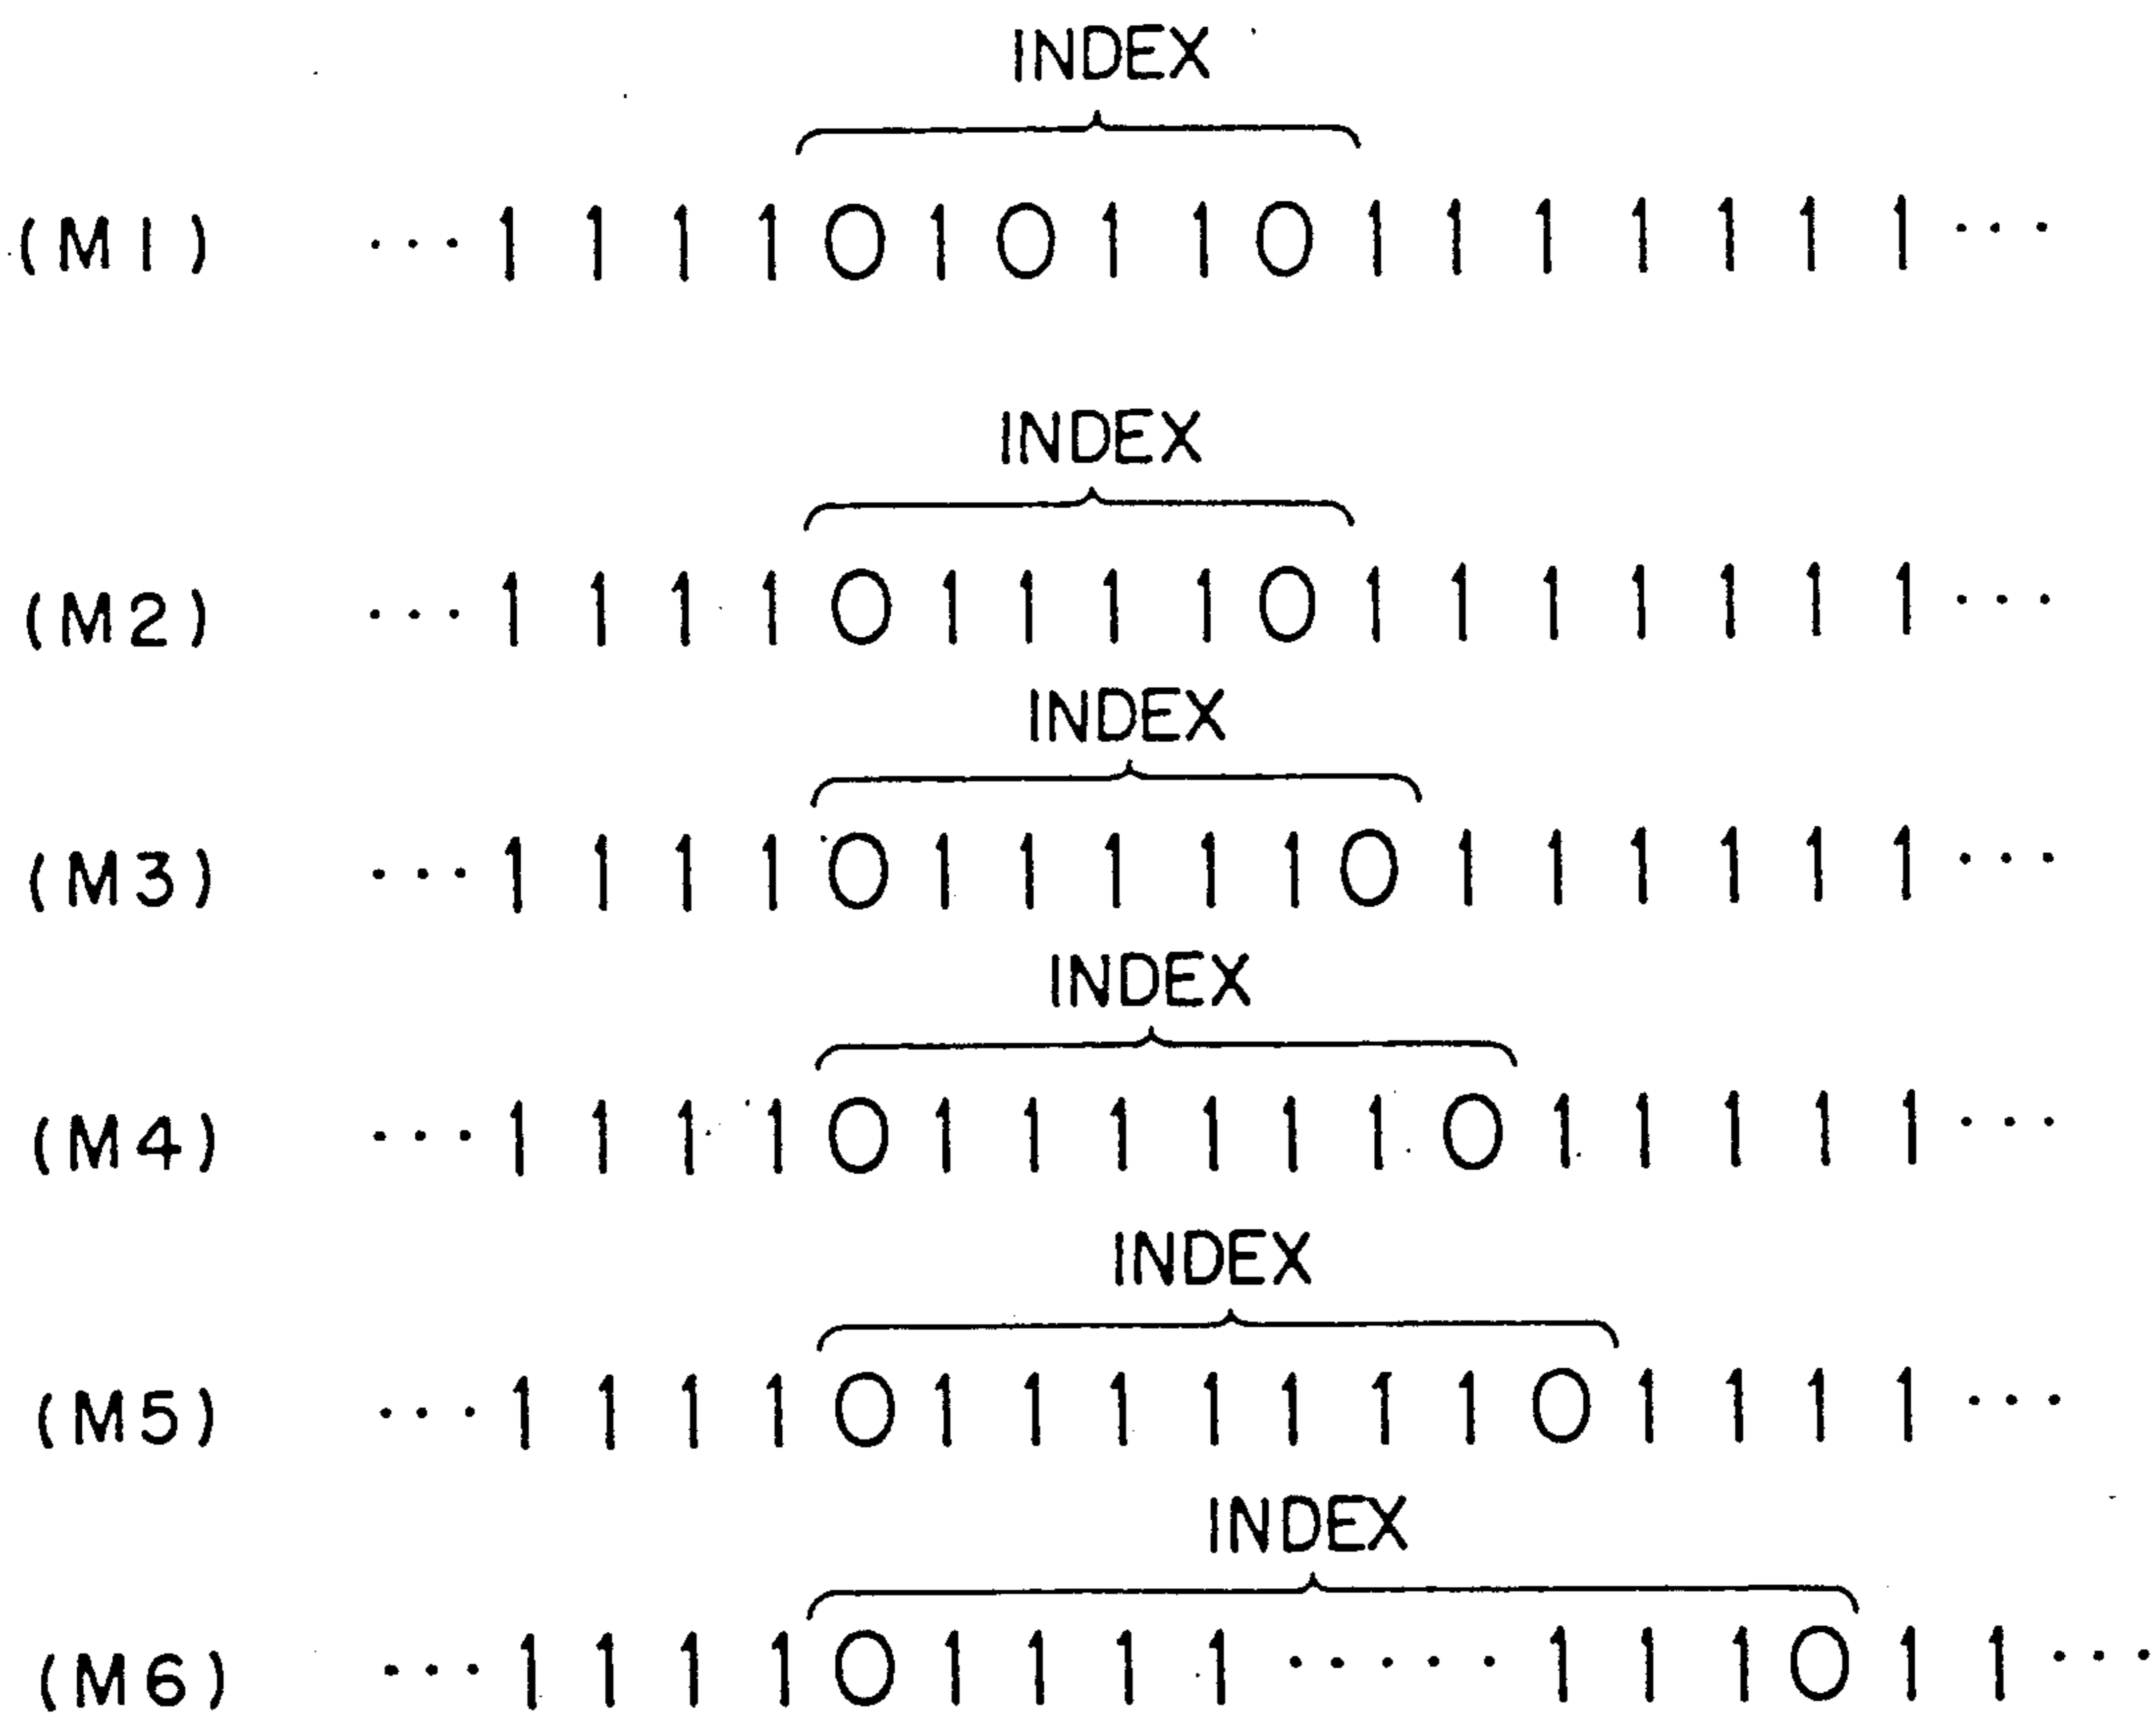 INDEX
(M1) ... 1 1 1 1 0 1 0 1 1 0 1 1 1 1 1 1 1 ...
INDEX
(M2) ... 1 1 1 1 0 1 1 1 1 0 1 1 1 1 1 1 1 ...
INDEX
(M3) ... 1 1 1 1 0 1 1 1 1 1 0 1 1 1 1 1 1 ...
INDEX
(M4) ... 1 1 1 1 0 1 1 1 1 1 1 0 1 1 1 1 1 ...
INDEX
(M5) ... 1 1 1 1 0 1 1 1 1 1 1 1 0 1 1 1 1 ...
INDEX
(M6) ... 1 1 1 1 0 1 1 1 1 ..... 1 1 1 0 1 1 ...